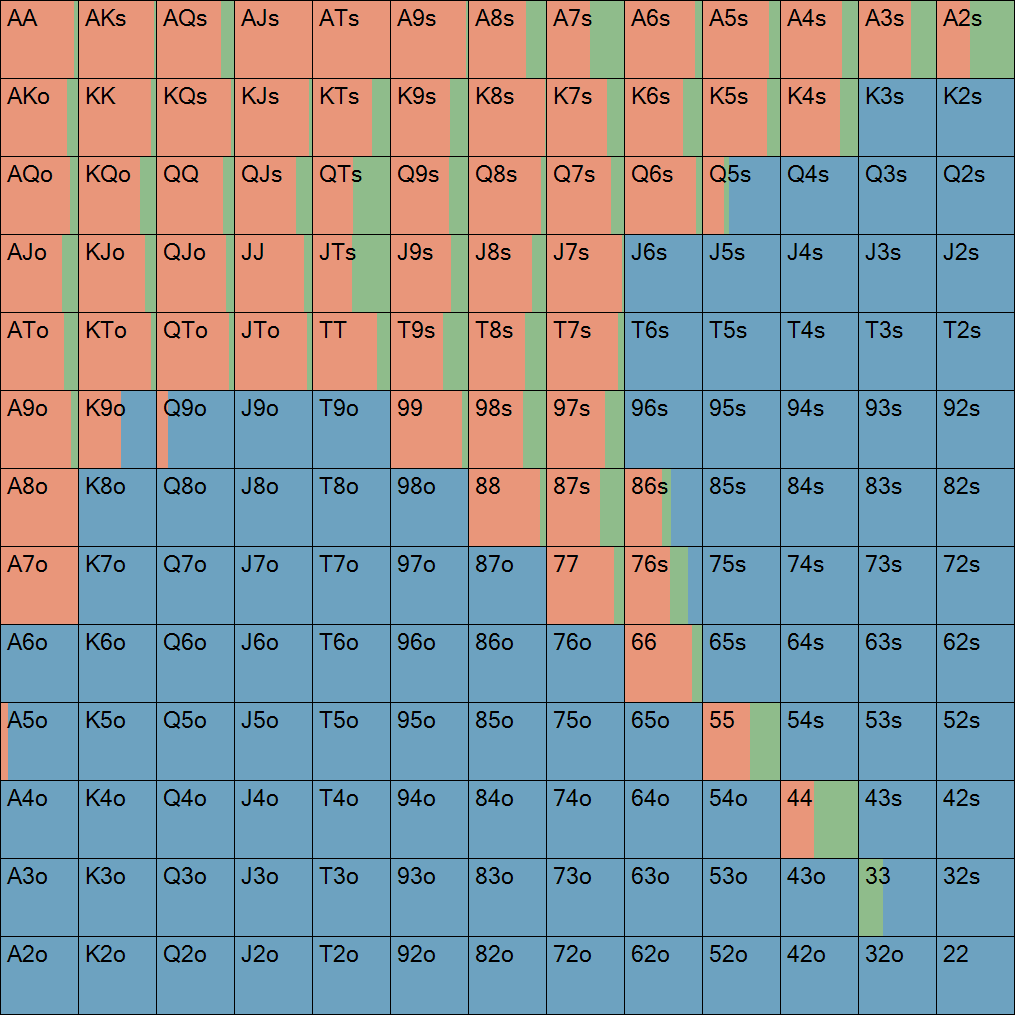 AA AKs AQs AJs ATs A9s A8s A7s A6s A5s A4s A3s A2s
AKo KK KQs KJs KTs K9s K8s K7s K6s K5s K4s K3s K2s
AQo KQo QQ QJs QTs Q9s Q8s Q7s Q6s Q5s Q4s Q3s Q2s
AJo KJo QJo JJ JTs J9s J8s J7s J6s J5s J4s J3s J2s
ATo KTo QTo JTo TT T9s T8s T7s T6s T5s T4s T3s T2s
A9o K9o Q9o J9o T9o 99 98s 97s 96s 95s 94s 93s 92s
A8o K8o Q8o J8o T8o 98o 88 87s 86s 85s 84s 83s 82s
A7o K7o Q7o J7o T7o 97o 87o 77 76s 75s 74s 73s 72s
A6o K6o Q6o J6o T6o 96o 86o 76o 66 65s 64s 63s 62s
A5o K5o Q5o J5o T5o 95o 85o 75o 65o 55 54s 53s 52s
A4o K4o Q4o J4o T4o 94o 84o 74o 64o 54o 44 43s 42s
A3o K3o Q3o J3o T3o 93o 83o 73o 63o 53o 43o 33 32s
A2o K2o Q2o J2o T2o 92o 82o 72o 62o 52o 42o 32o 22